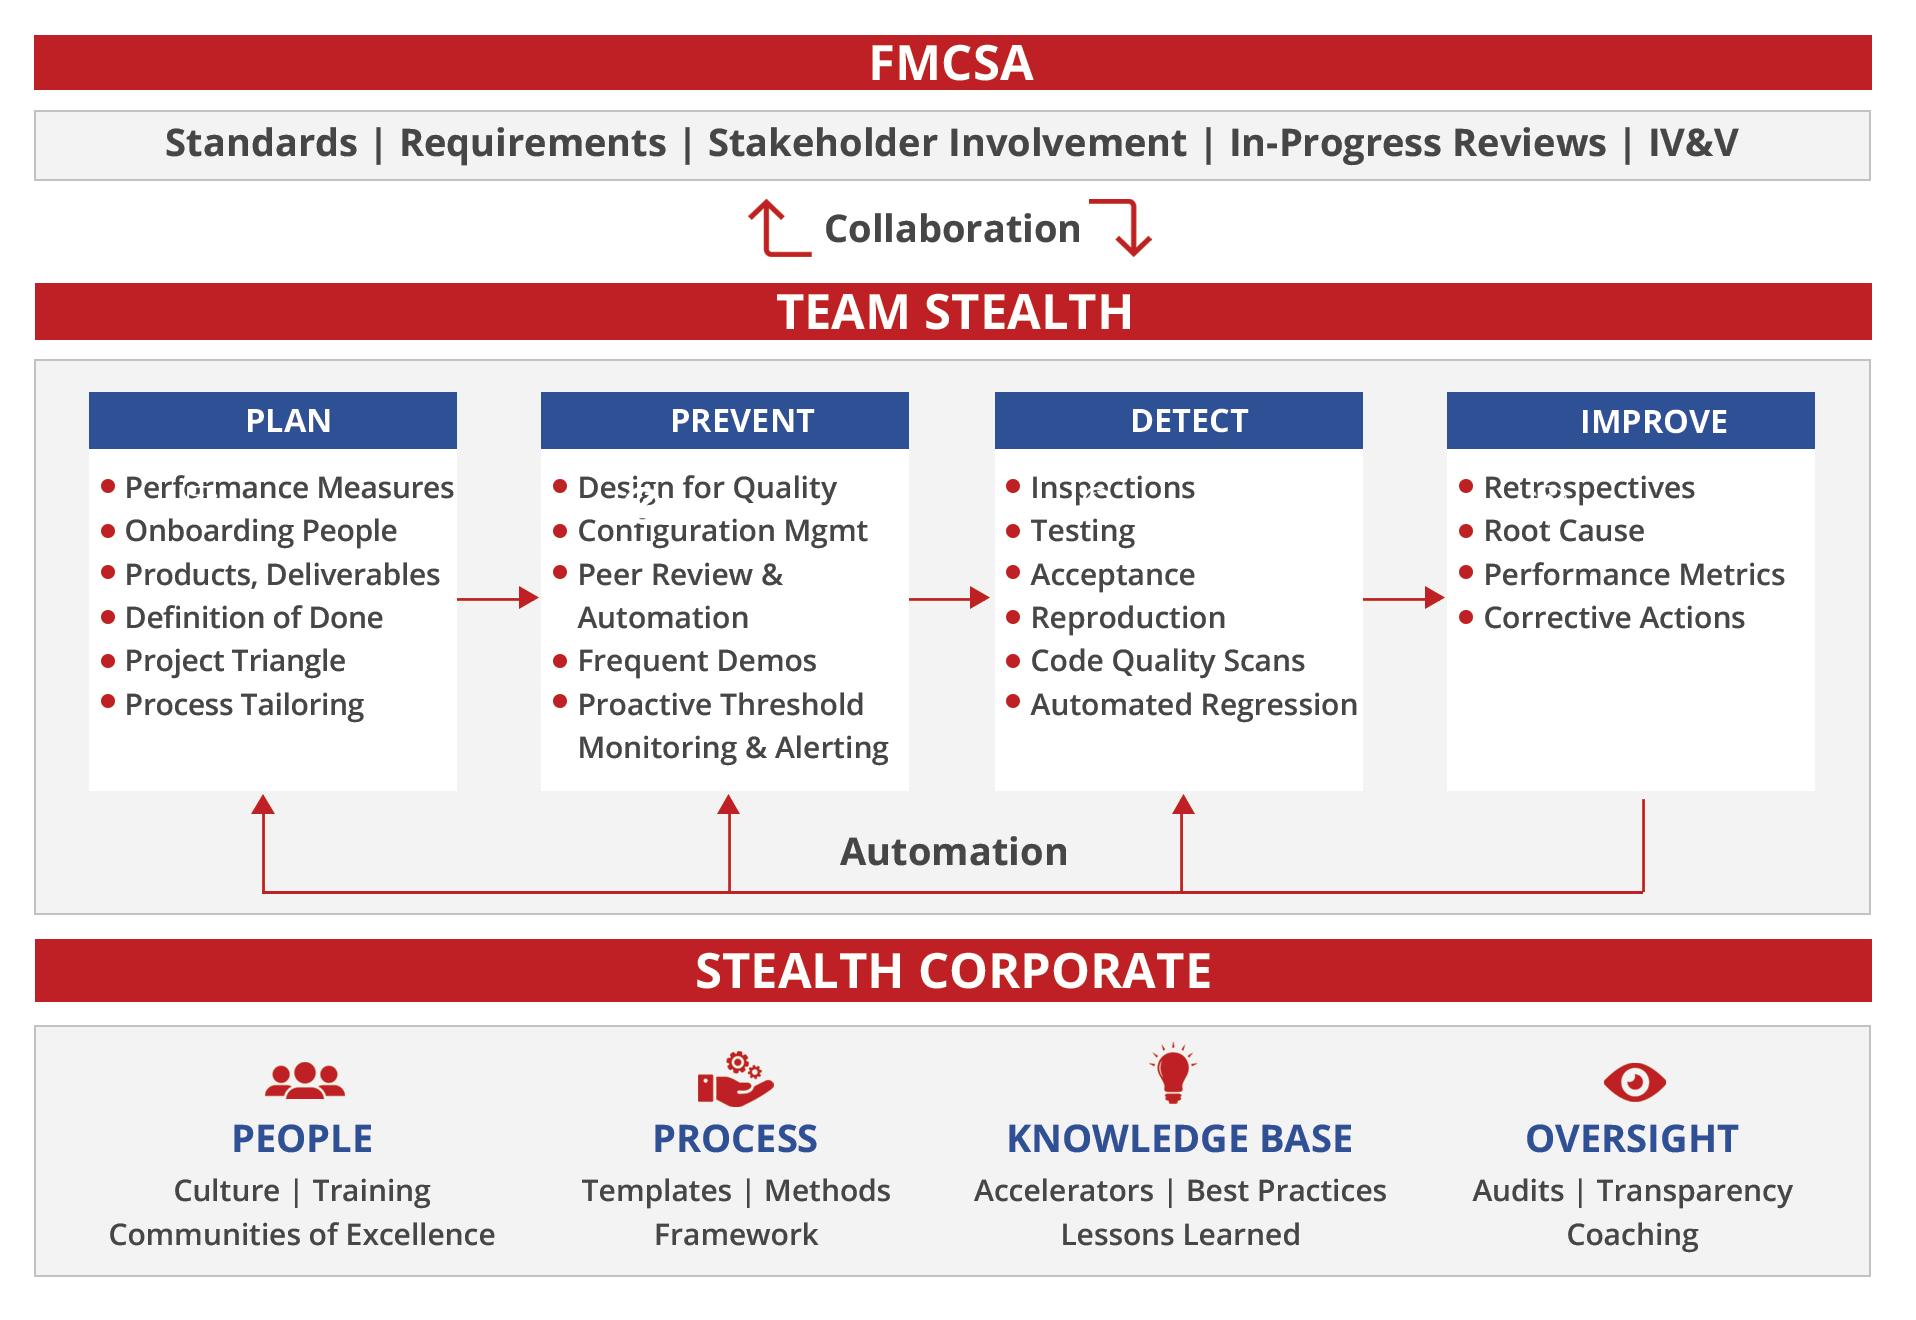 FMCSA
Standards | Requirements | Stakeholder Involvement | In-Progress Reviews | IV&V
Collaboration
TEAM STEALTH
PLAN
Performance Measures
Onboarding People
Products, Deliverables
Definition of Done
Project Triangle
Process Tailoring
PREVENT
Design for Quality
Configuration Mgmt
Peer Review &
Automation
Frequent Demos
Proactive Threshold
Monitoring & Alerting
DETECT
Inspections
Testing
Acceptance
Reproduction
Code Quality Scans
Automated Regression
IMPROVE
Retrospectives
Root Cause
Performance Metrics
Corrective Actions
Automation
STEALTH CORPORATE
PEOPLE
Culture | Training
Communities of Excellence
PROCESS
Templates | Methods
Framework
KNOWLEDGE BASE
Accelerators | Best Practices
Lessons Learned
OVERSIGHT
Audits | Transparency
Coaching